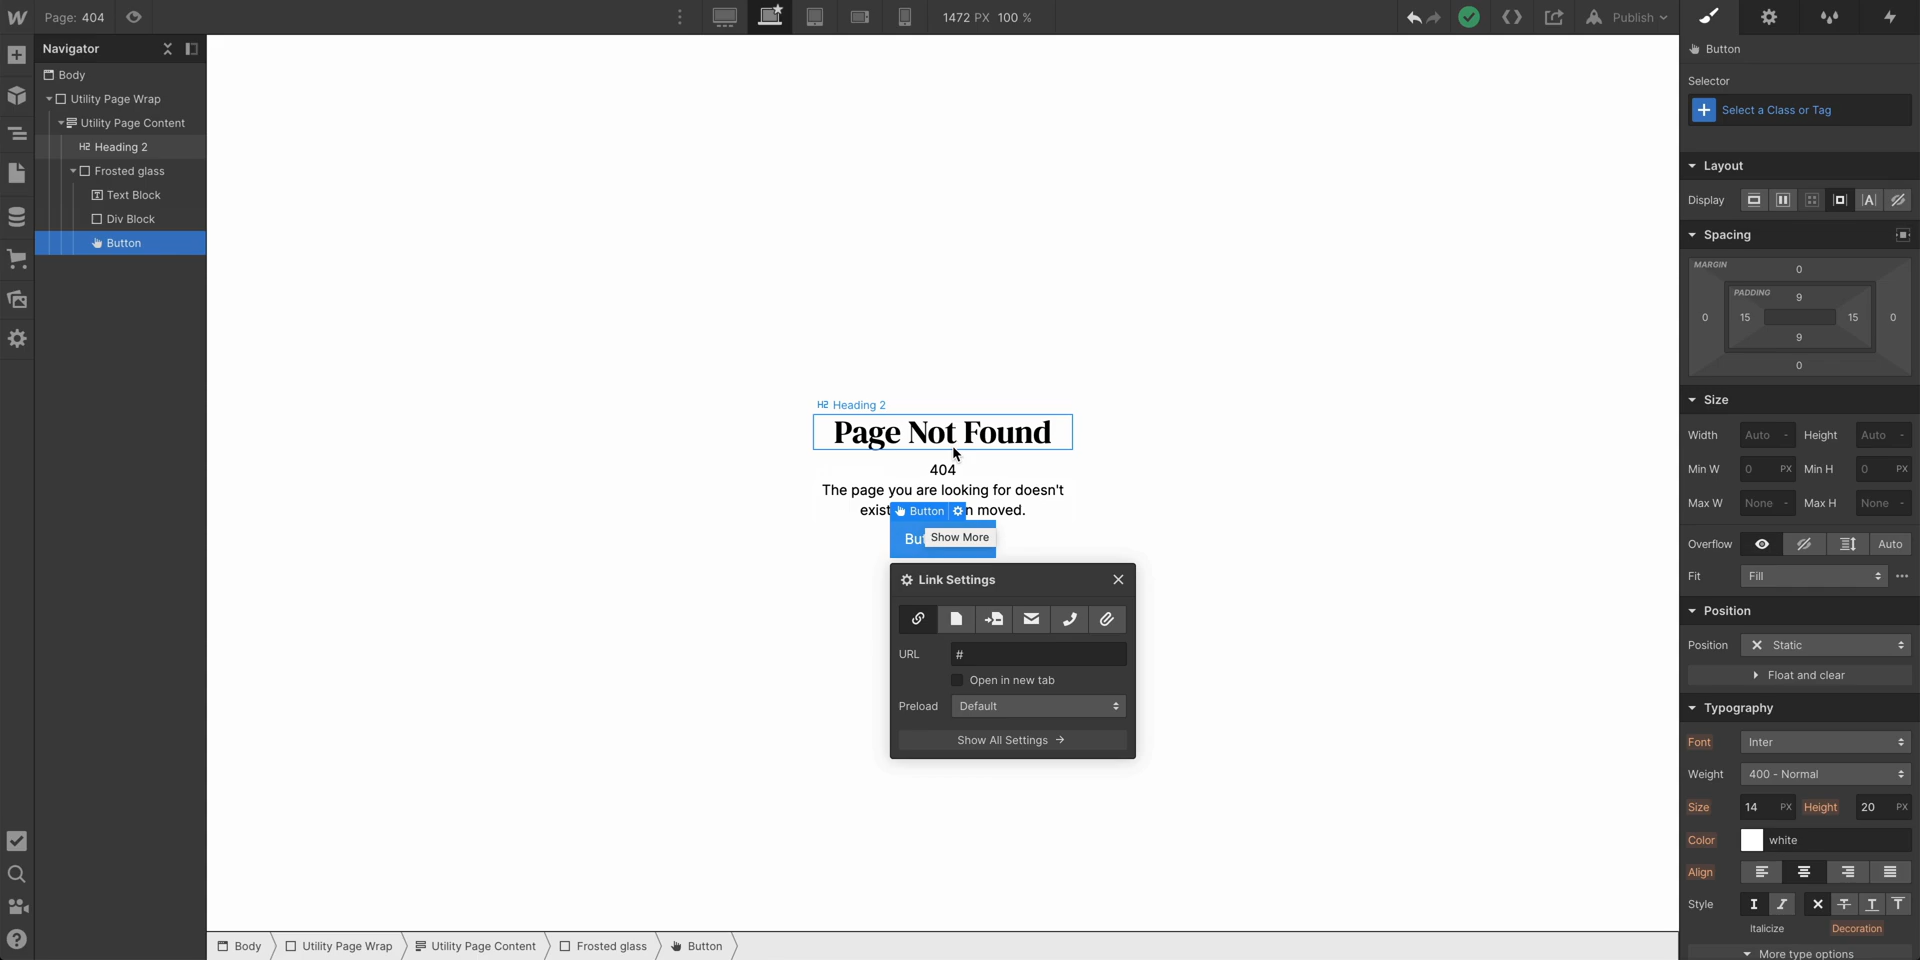 Page: 404
1472 PX 100 %
Publish
Navigator
Body
Utility Page Wrap
Utility Page Content
H2 Heading 2
Frosted glass
Text Block
Div Block
Button
H2 Heading 2
Page Not Found
404
The page you are looking for doesn't
exist n moved.
Button
But
Show More
Link Settings
URL #
Open in new tab
Preload Default
Show All Settings
Body
Utility Page Wrap
Utility Page Content
Frosted glass
Button
Button
Selector
Select a Class or Tag
Layout
Display
Spacing
MARGIN
0
PADDING
9
0 15 15 0
9
0
Size
Width Auto - Height Auto -
Min W 0 PX Min H 0 PX
Max W None - Max H None -
Overflow Auto
Fit Fill
Position
Position Static
Float and clear
Typography
Font Inter
Weight 400 - Normal
Size 14 PX Height 20 PX
Color white
Align
Style
Italicize Decoration
More type options